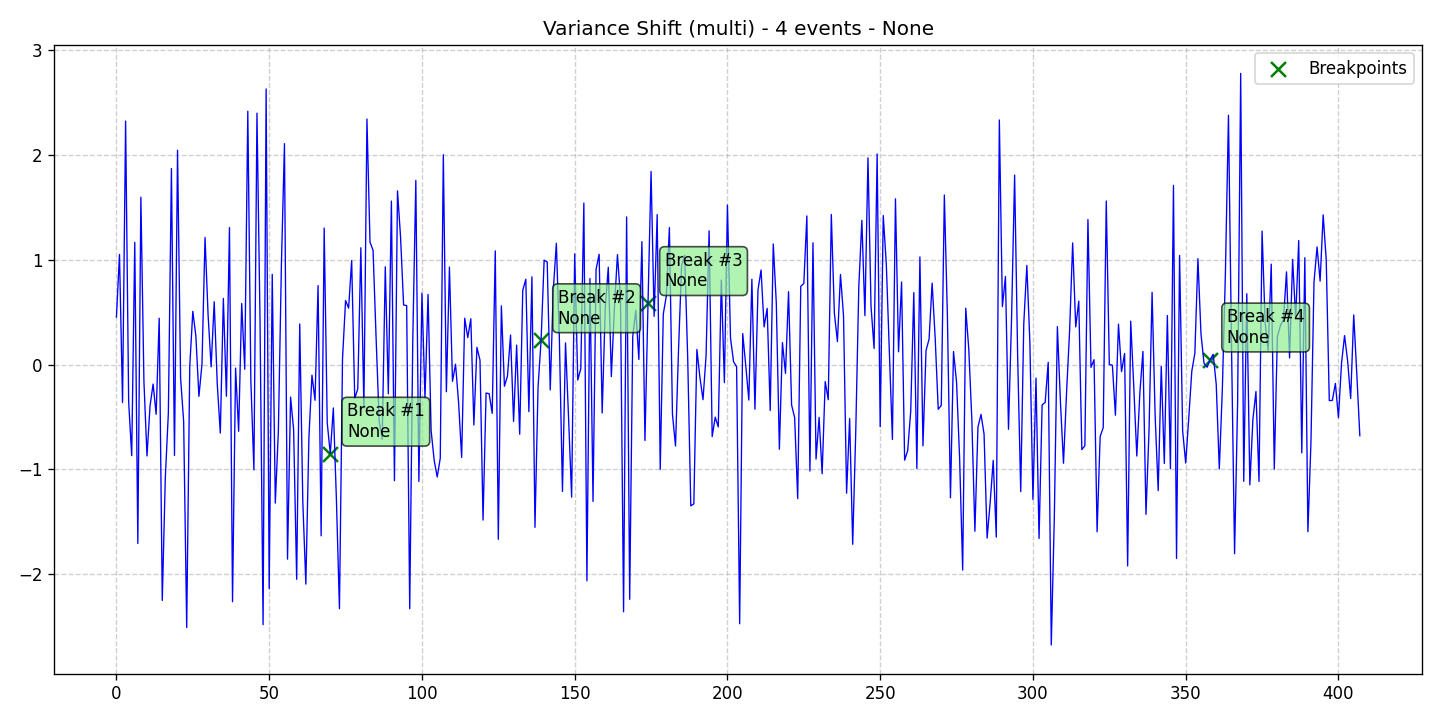 Variance Shift (multi) - 4 events - None
Breakpoints
3
2
1
0
−1
−2
Break #1
None
Break #2
None
Break #3
None
Break #4
None
0 50 100 150 200 250 300 350 400